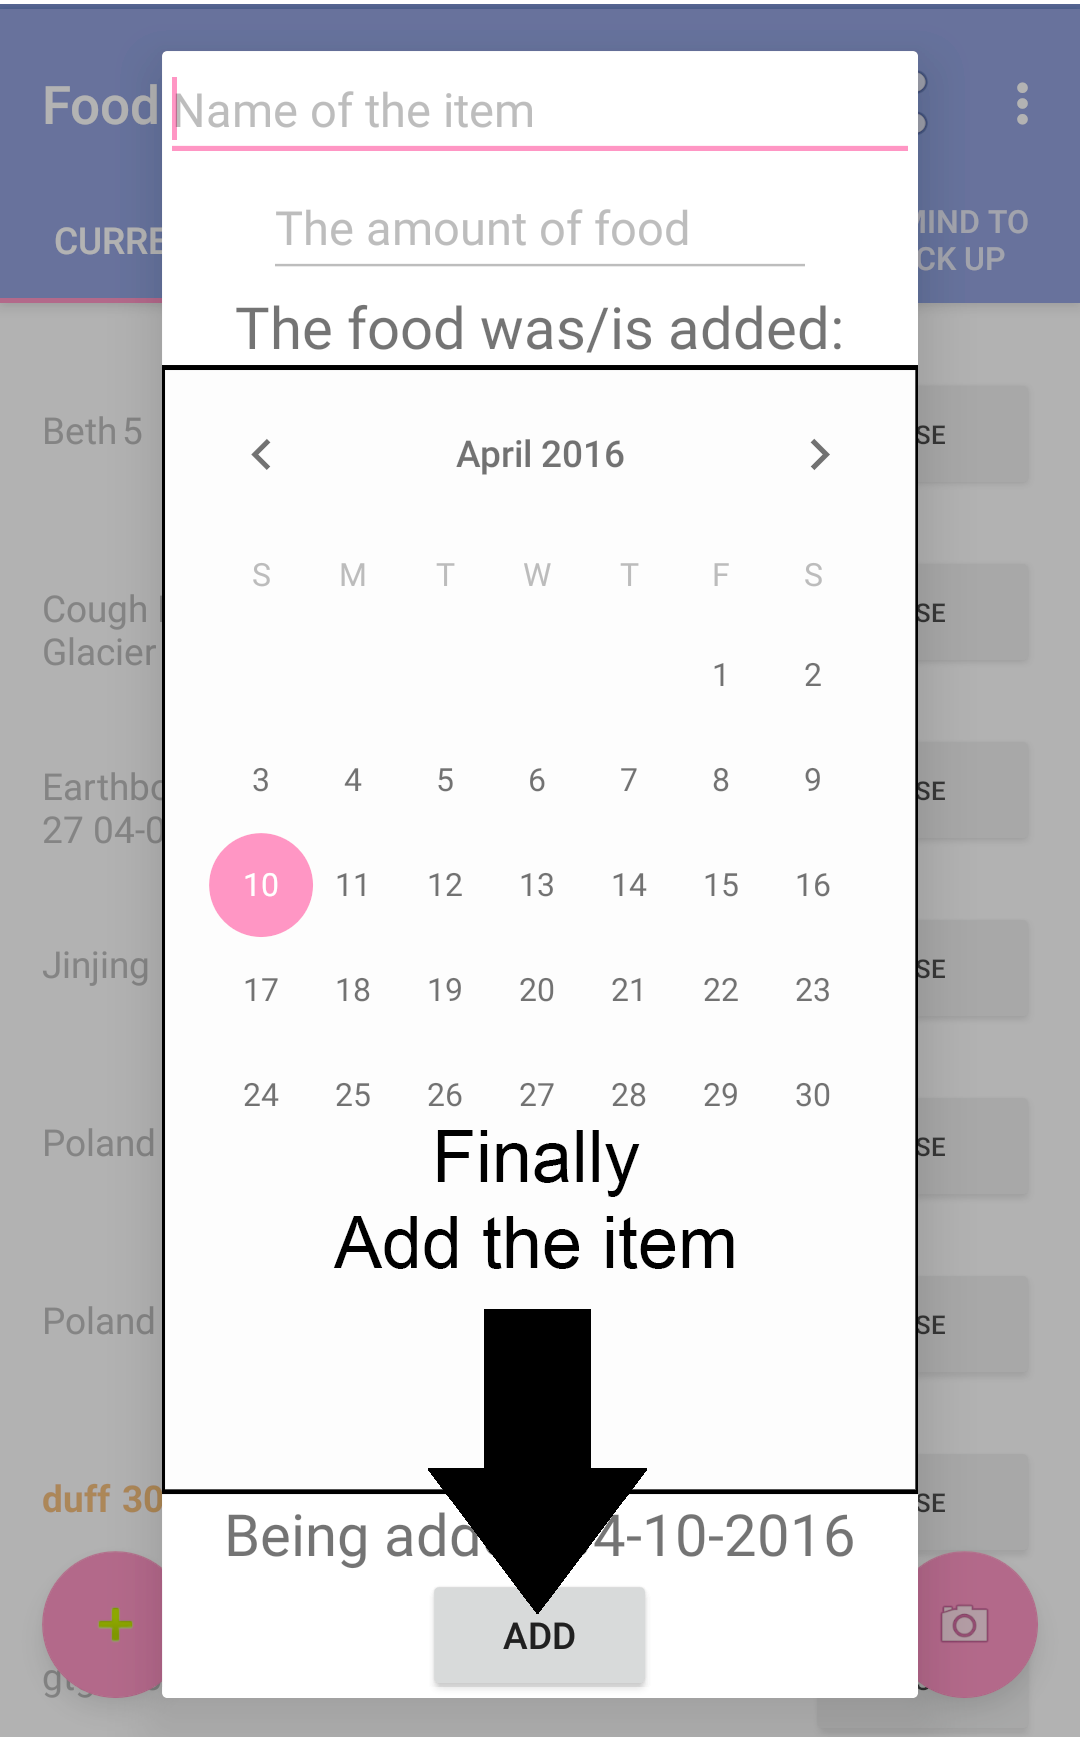 Food
Name of the item
CURRE
MIND TO
CK UP
The amount of food
The food was/is added:
Beth 5
SE
April 2016
S M T W T F S
Cough
Glacier
SE
1 2
3 4 5 6 7 8 9
Earthbo
27 04-0
SE
10 11 12 13 14 15 16
Jinjing
SE
17 18 19 20 21 22 23
24 25 26 27 28 29 30
Poland
SE
Finally
Add the item
Poland
SE
duff 30
SE
Being add 4-10-2016
ADD